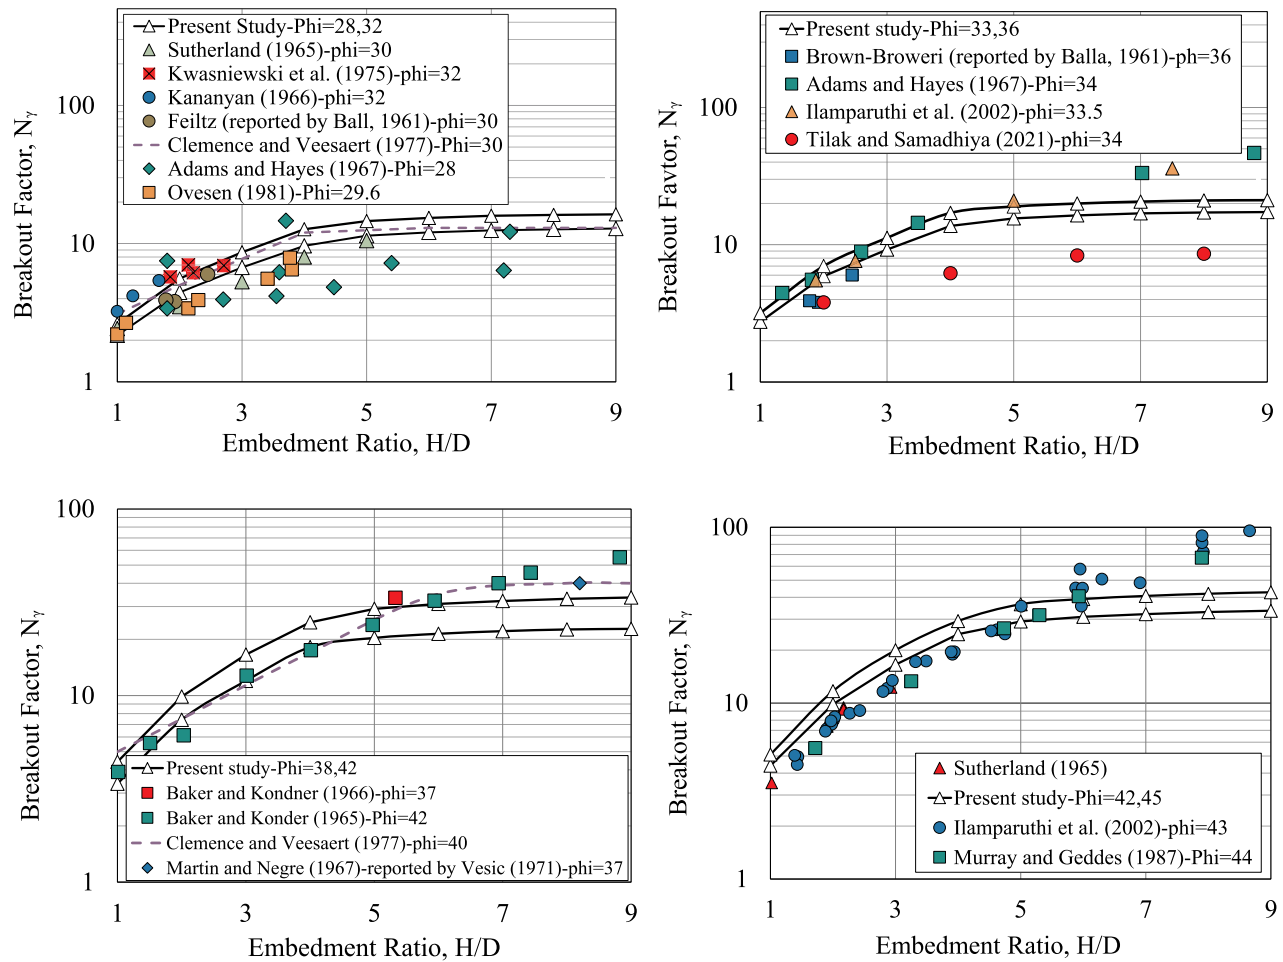 Present Study-Phi=28,32
Sutherland (1965)-phi=30
Kwasniewski et al. (1975)-phi=32
Kananyan (1966)-phi=32
Feiltz (reported by Ball, 1961)-phi=30
Clemence and Veesaert (1977)-Phi=30
Adams and Hayes (1967)-Phi=28
Ovesen (1981)-Phi=29.6
Breakout Factor, Nγ
100
10
1
1 3 5 7 9
Embedment Ratio, H/D
Present study-Phi=33,36
Brown-Broweri (reported by Balla, 1961)-ph=36
Adams and Hayes (1967)-Phi=34
Ilamparuthi et al. (2002)-phi=33.5
Tilak and Samadhiya (2021)-phi=34
Breakout Favtor, Nγ
100
10
1
1 3 5 7 9
Embedment Ratio, H/D
Breakout Factor, Nγ
100
10
1
Present study-Phi=38,42
Baker and Kondner (1966)-phi=37
Baker and Konder (1965)-Phi=42
Clemence and Veesaert (1977)-phi=40
Martin and Negre (1967)-reported by Vesic (1971)-phi=37
1 3 5 7 9
Embedment Ratio, H/D
Breakout Factor, Nγ
100
10
1
Sutherland (1965)
Present study-Phi=42,45
Ilamparuthi et al. (2002)-phi=43
Murray and Geddes (1987)-Phi=44
1 3 5 7 9
Embedment Ratio, H/D